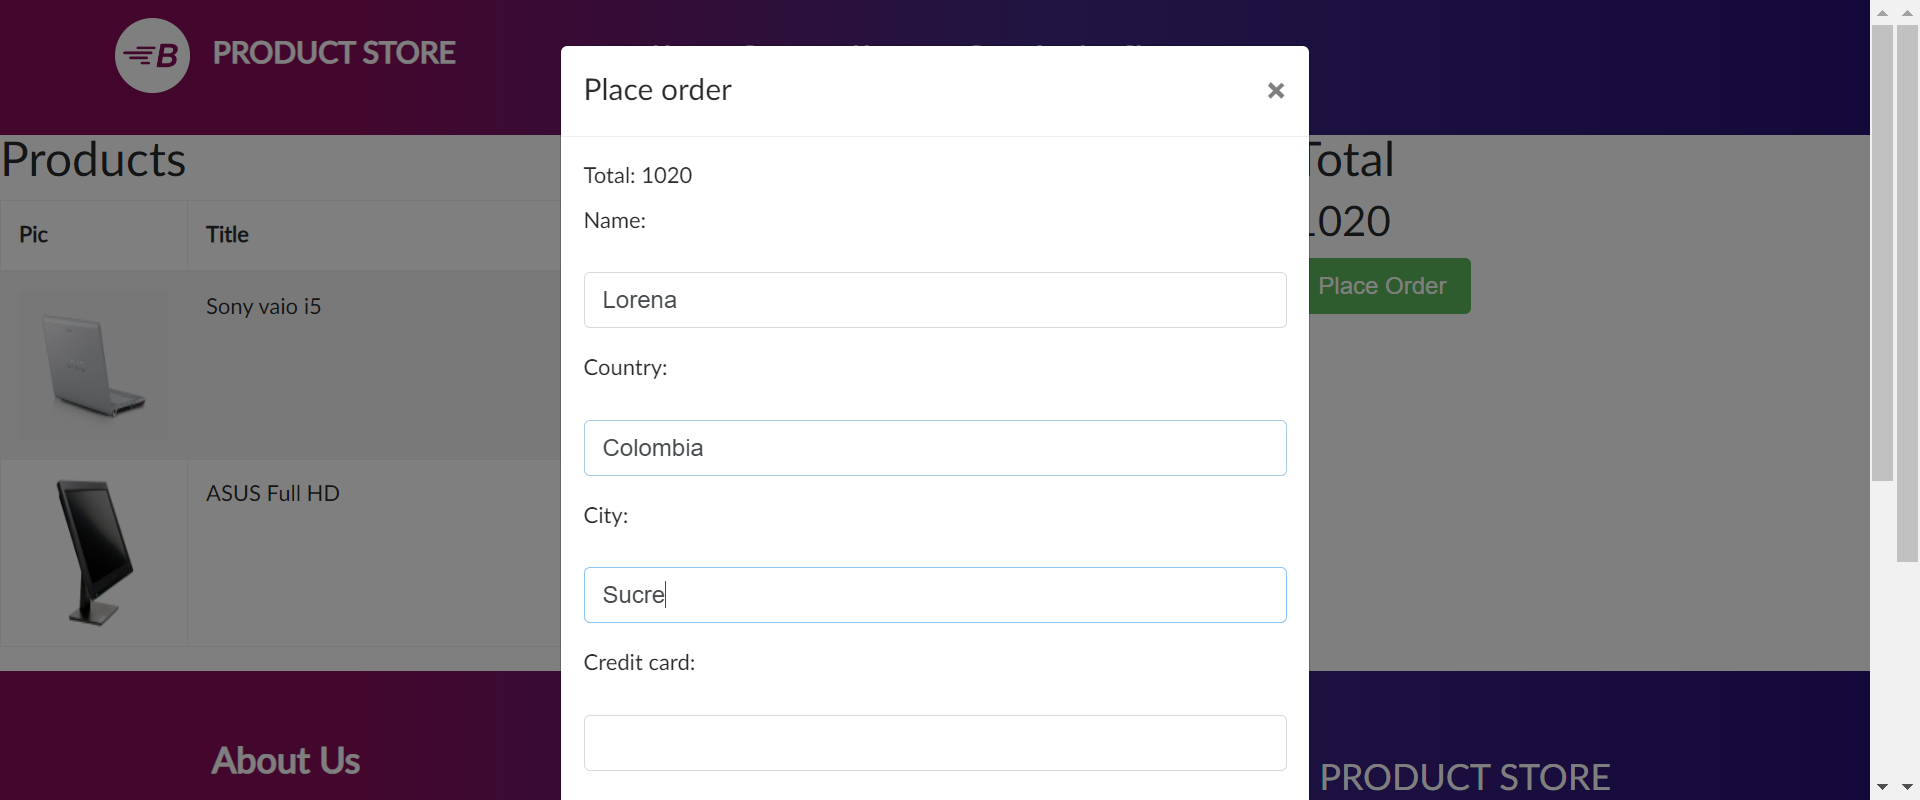 B PRODUCT STORE
Place order
×
Total: 1020
Name:
Lorena
Country:
Colombia
City:
Sucre
Credit card:
Products
Pic Title
Sony vaio i5
ASUS Full HD
Total
1020
Place Order
About Us
PRODUCT STORE